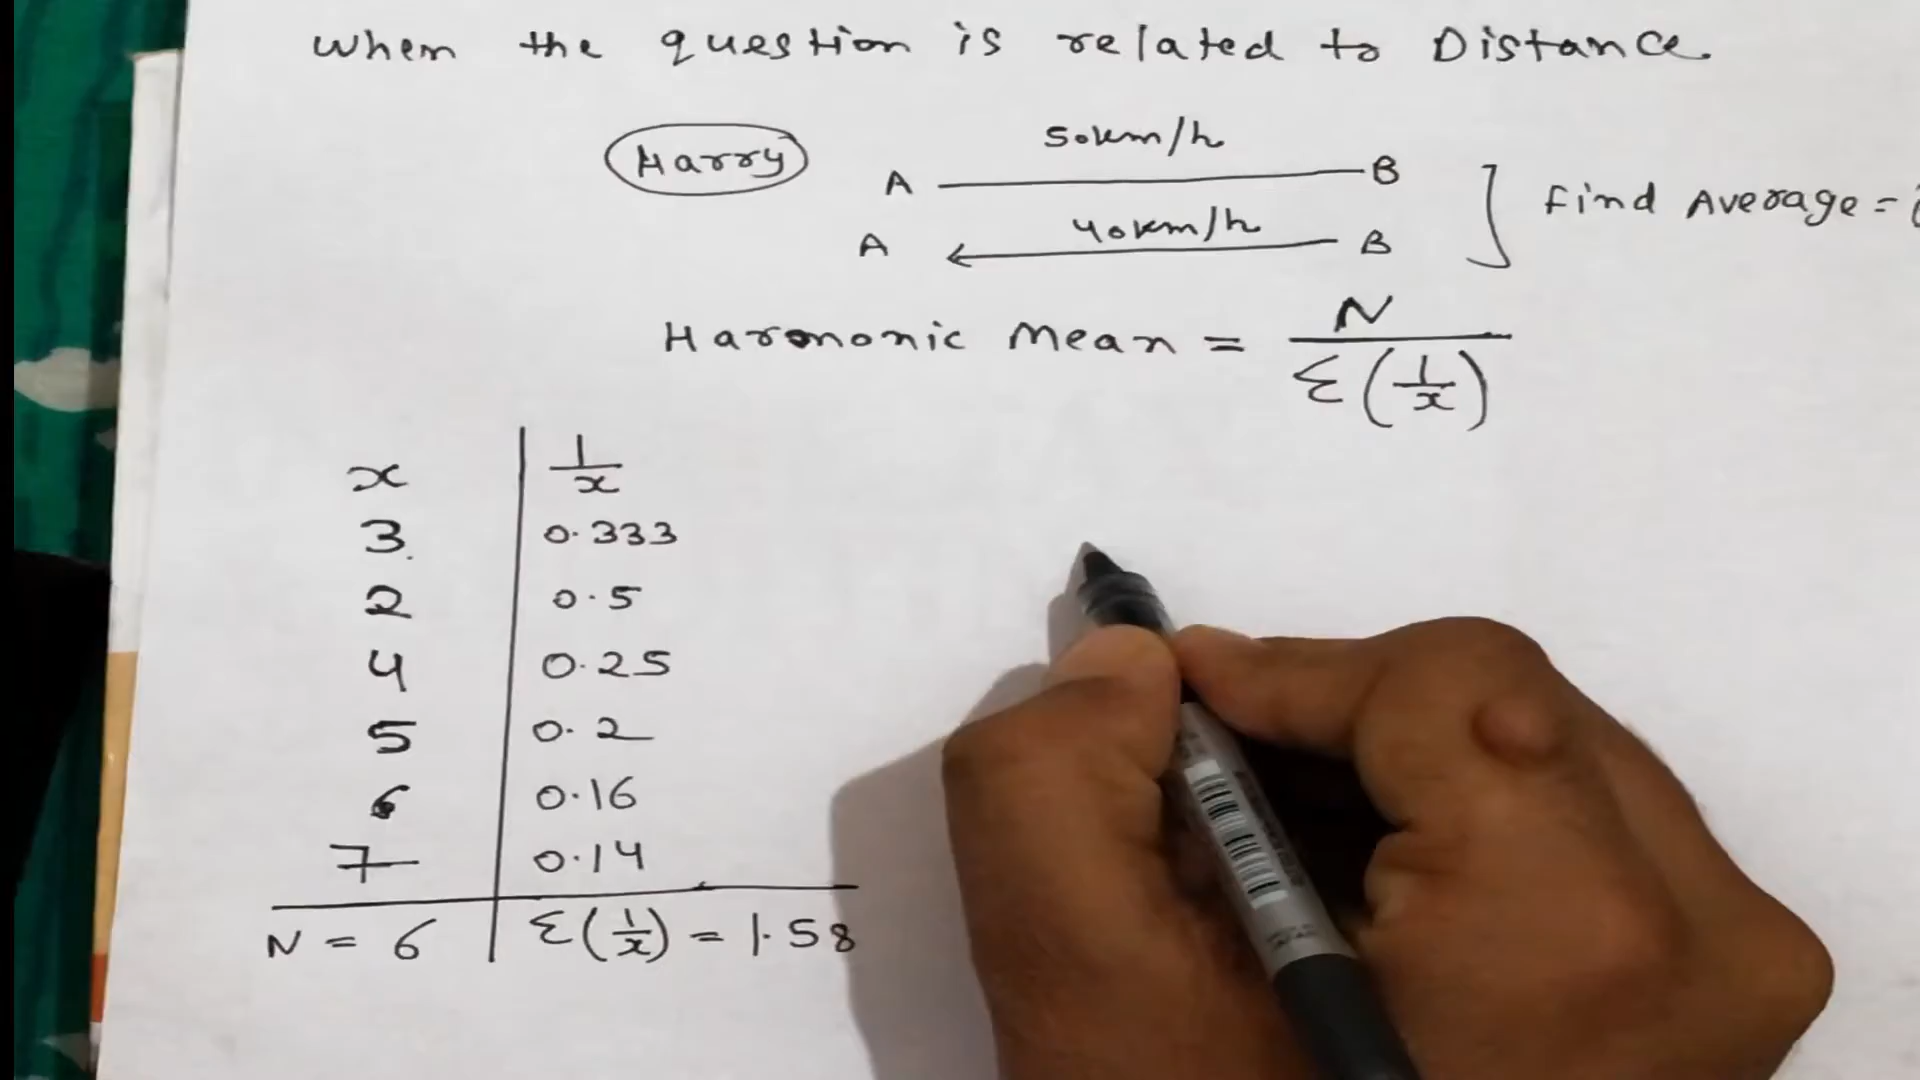 When the question is related to Distance
Harry
50km/h
A B
Find Average =
40km/h
A B
Harmonic Mean = N / Σ(1/x)
x 1/x
3 0.333
2 0.5
4 0.25
5 0.2
6 0.16
7 0.14
N = 6 Σ(1/x) = 1.58